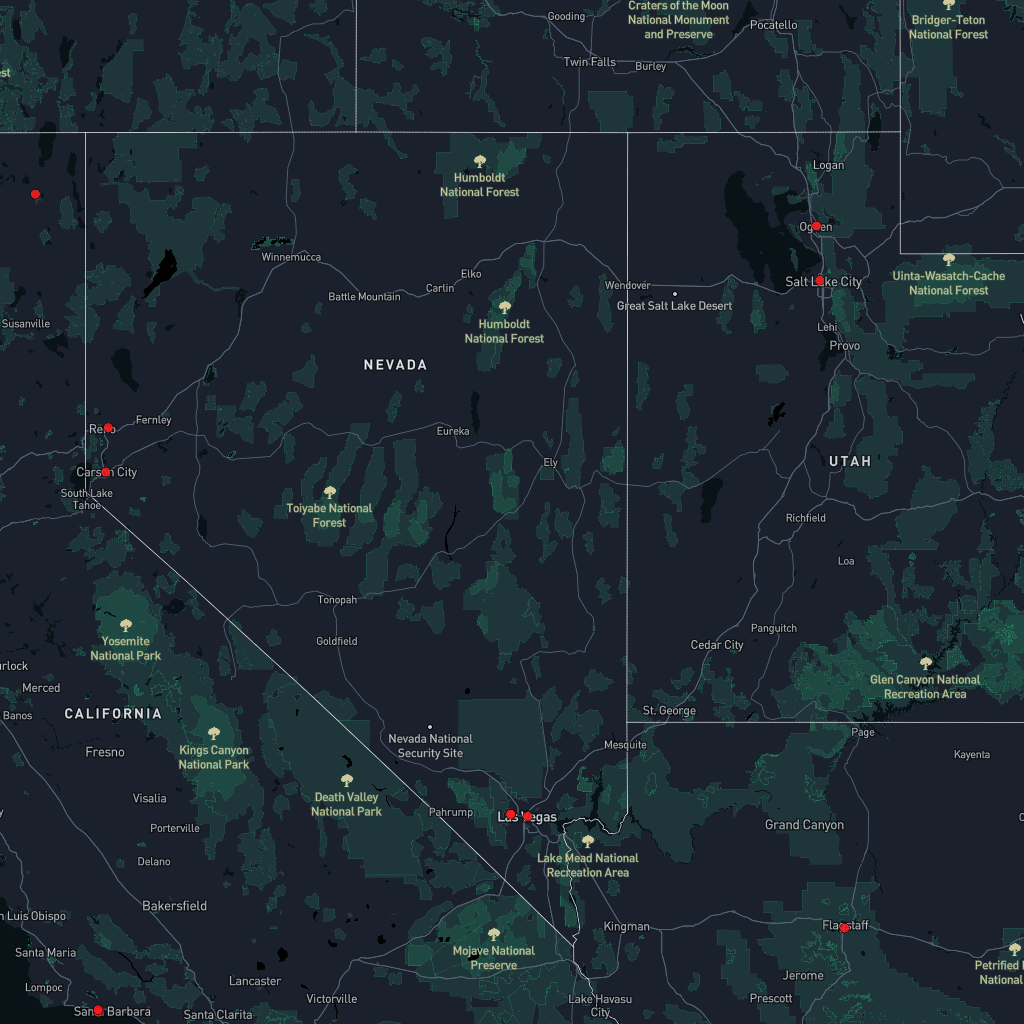 Craters of the Moon
National Monument
and Preserve
Gooding
Pocatello
Bridger-Teton
National Forest
Twin Falls
Burley
est
Logan
Humboldt
National Forest
Ogden
Winnemucca
Elko
Carlin
Battle Mountain
Wendover
Great Salt Lake Desert
Salt Lake City
Uinta-Wasatch-Cache
National Forest
Susanville
Humboldt
National Forest
Lehi
Provo
NEVADA
Reno
Fernley
Eureka
Ely
UTAH
Carson City
South Lake
Tahoe
Toiyabe National
Forest
Richfield
Loa
Tonopah
Goldfield
Panguitch
Cedar City
Yosemite
National Park
urlock
Merced
Banos
CALIFORNIA
Glen Canyon National
Recreation Area
St. George
Page
Kayenta
Fresno
Kings Canyon
National Park
Nevada National
Security Site
Mesquite
Visalia
Death Valley
National Park
Pahrump
Las Vegas
Porterville
Grand Canyon
Delano
Lake Mead National
Recreation Area
Bakersfield
n Luis Obispo
Kingman
Flagstaff
Santa Maria
Mojave National
Preserve
Petrified
National
Lompoc
Lancaster
Jerome
Victorville
Lake Havasu
City
Prescott
Santa Barbara
Santa Clarita